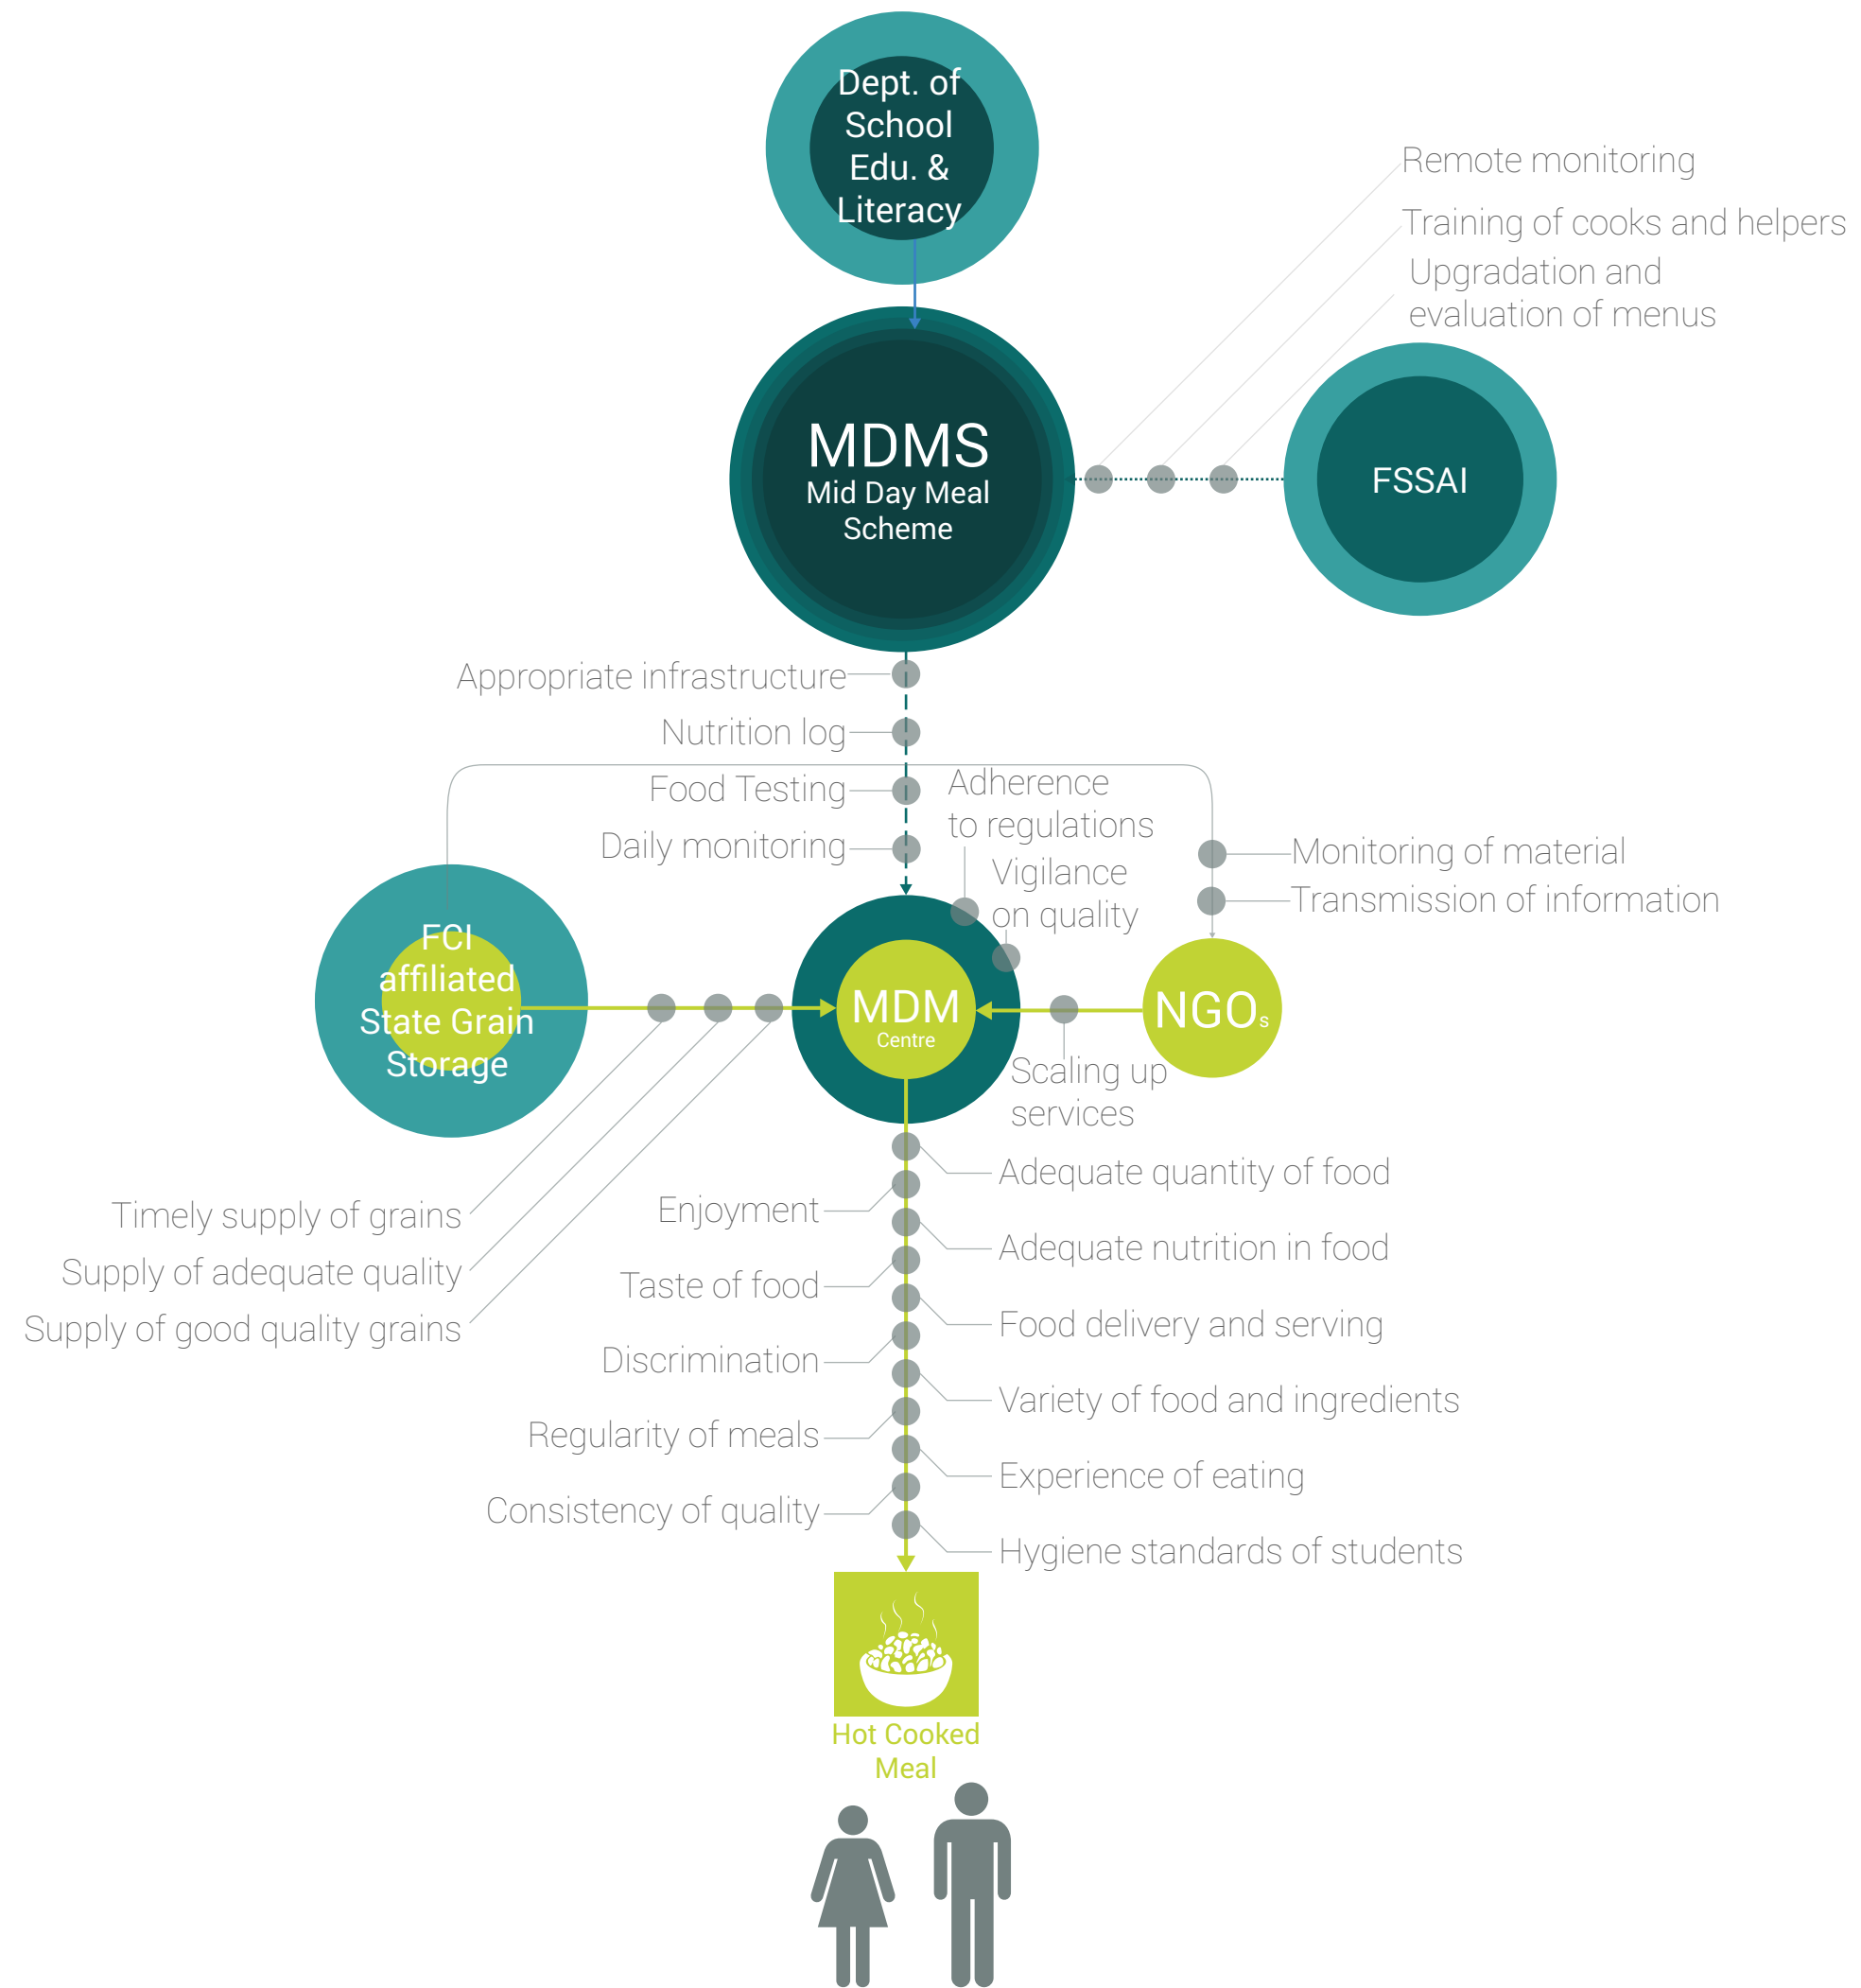 Dept. of
School
Edu. &
Literacy
Remote monitoring
Training of cooks and helpers
Upgradation and
evaluation of menus
MDMS
Mid Day Meal
Scheme
FSSAI
Appropriate infrastructure
Nutrition log
Food Testing
Daily monitoring
Adherence
to regulations
Vigilance
on quality
Monitoring of material
Transmission of information
FCI
affiliated
State Grain
Storage
MDM
Centre
NGOs
Scaling up
services
Timely supply of grains
Supply of adequate quality
Supply of good quality grains
Adequate quantity of food
Enjoyment
Adequate nutrition in food
Taste of food
Food delivery and serving
Discrimination
Variety of food and ingredients
Regularity of meals
Experience of eating
Consistency of quality
Hygiene standards of students
Hot Cooked
Meal